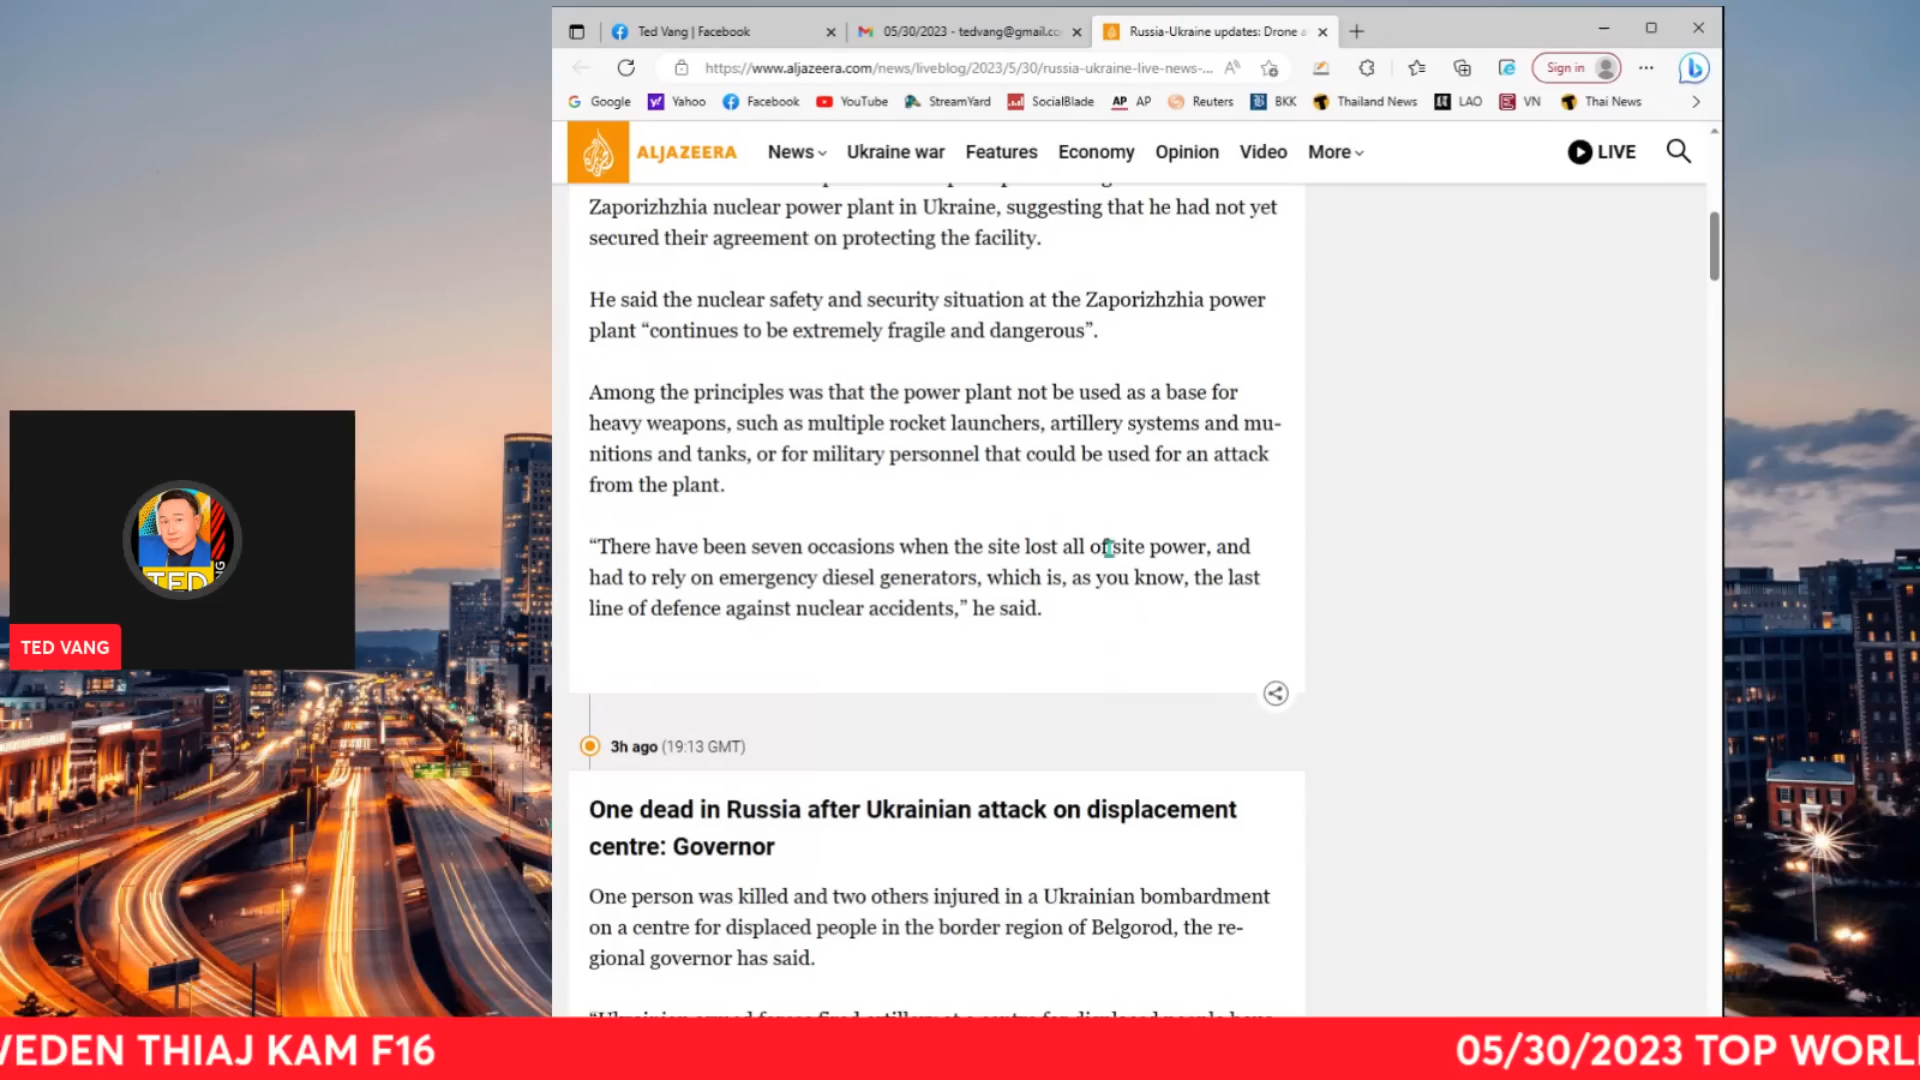 Ted Vang | Facebook
05/30/2023 - tedvang@gmail.co
Russia-Ukraine updates: Drone a
https://www.aljazeera.com/news/liveblog/2023/5/30/russia-ukraine-live-news-...
Sign in
Google Yahoo Facebook YouTube StreamYard SocialBlade AP AP Reuters BKK Thailand News LAO VN Thai News
ALJAZEERA News Ukraine war Features Economy Opinion Video More LIVE
Zaporizhzhia nuclear power plant in Ukraine, suggesting that he had not yet
secured their agreement on protecting the facility.
He said the nuclear safety and security situation at the Zaporizhzhia power
plant “continues to be extremely fragile and dangerous”.
Among the principles was that the power plant not be used as a base for
heavy weapons, such as multiple rocket launchers, artillery systems and mu-
nitions and tanks, or for military personnel that could be used for an attack
from the plant.
“There have been seven occasions when the site lost all offsite power, and
had to rely on emergency diesel generators, which is, as you know, the last
line of defence against nuclear accidents,” he said.
3h ago (19:13 GMT)
One dead in Russia after Ukrainian attack on displacement
centre: Governor
One person was killed and two others injured in a Ukrainian bombardment
on a centre for displaced people in the border region of Belgorod, the re-
gional governor has said.
TED
TED VANG
VEDEN THIAJ KAM F16
05/30/2023 TOP WORL